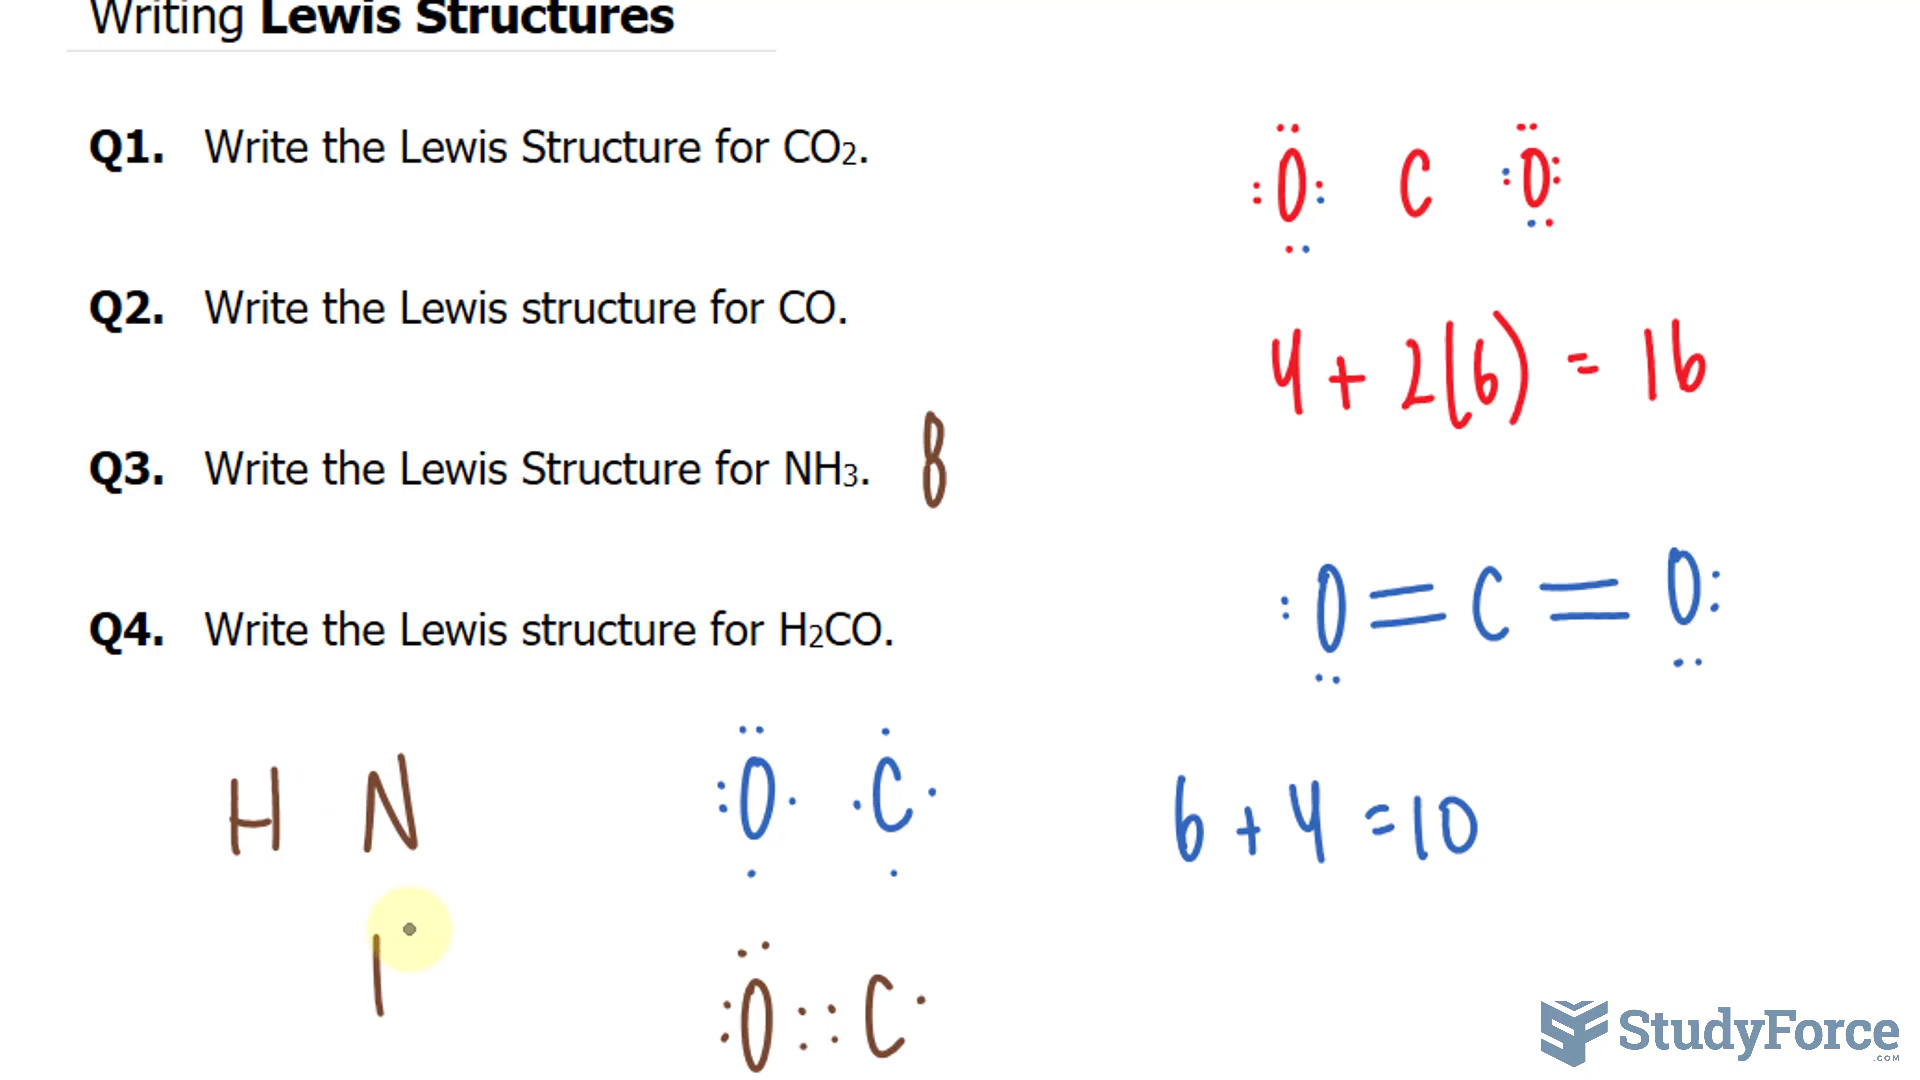 Writing Lewis Structures
Q1. Write the Lewis Structure for CO₂.
Q2. Write the Lewis structure for CO.
Q3. Write the Lewis Structure for NH₃. 8
Q4. Write the Lewis structure for H₂CO.
:O: C :O:
4 + 2(6) = 16
:O=C=O:
H N
:O· ·C·
6 + 4 = 10
:O::C·
StudyForce
.COM